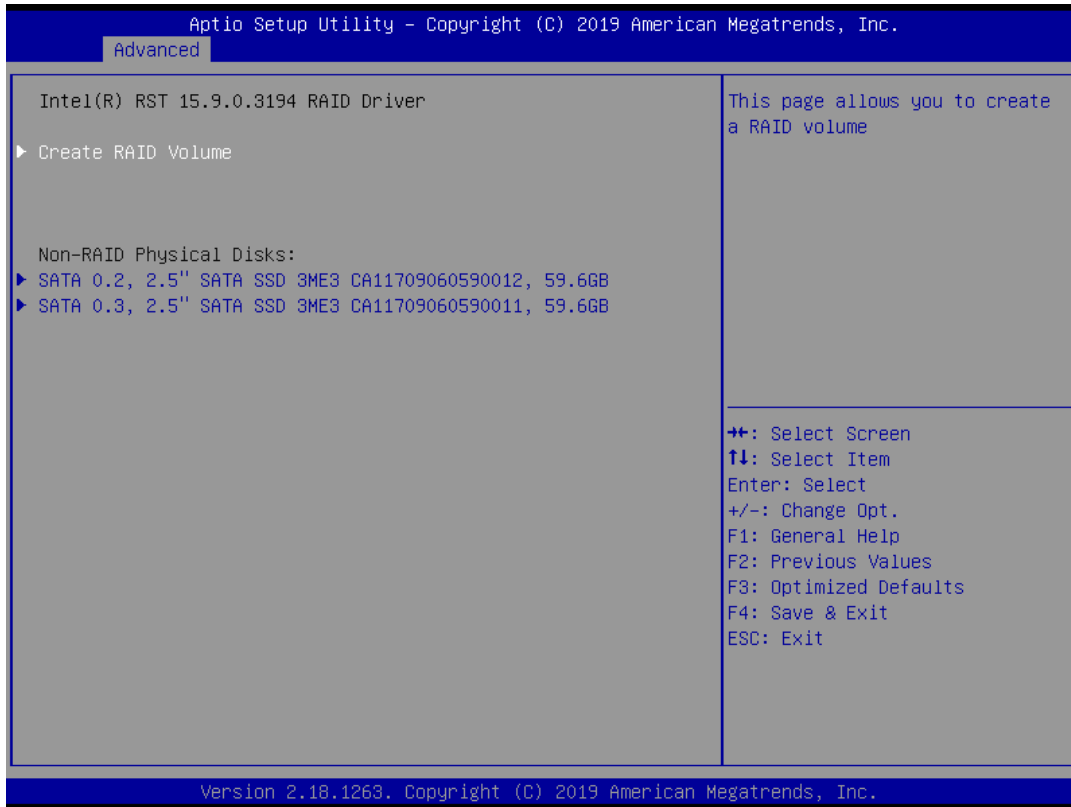 Aptio Setup Utility – Copyright (C) 2019 American Megatrends, Inc.
Advanced
Intel(R) RST 15.9.0.3194 RAID Driver
▶ Create RAID Volume
Non-RAID Physical Disks:
▶ SATA 0.2, 2.5" SATA SSD 3ME3 CA11709060590012, 59.6GB
▶ SATA 0.3, 2.5" SATA SSD 3ME3 CA11709060590011, 59.6GB
This page allows you to create
a RAID volume
→←: Select Screen
↑↓: Select Item
Enter: Select
+/-: Change Opt.
F1: General Help
F2: Previous Values
F3: Optimized Defaults
F4: Save & Exit
ESC: Exit
Version 2.18.1263. Copyright (C) 2019 American Megatrends, Inc.